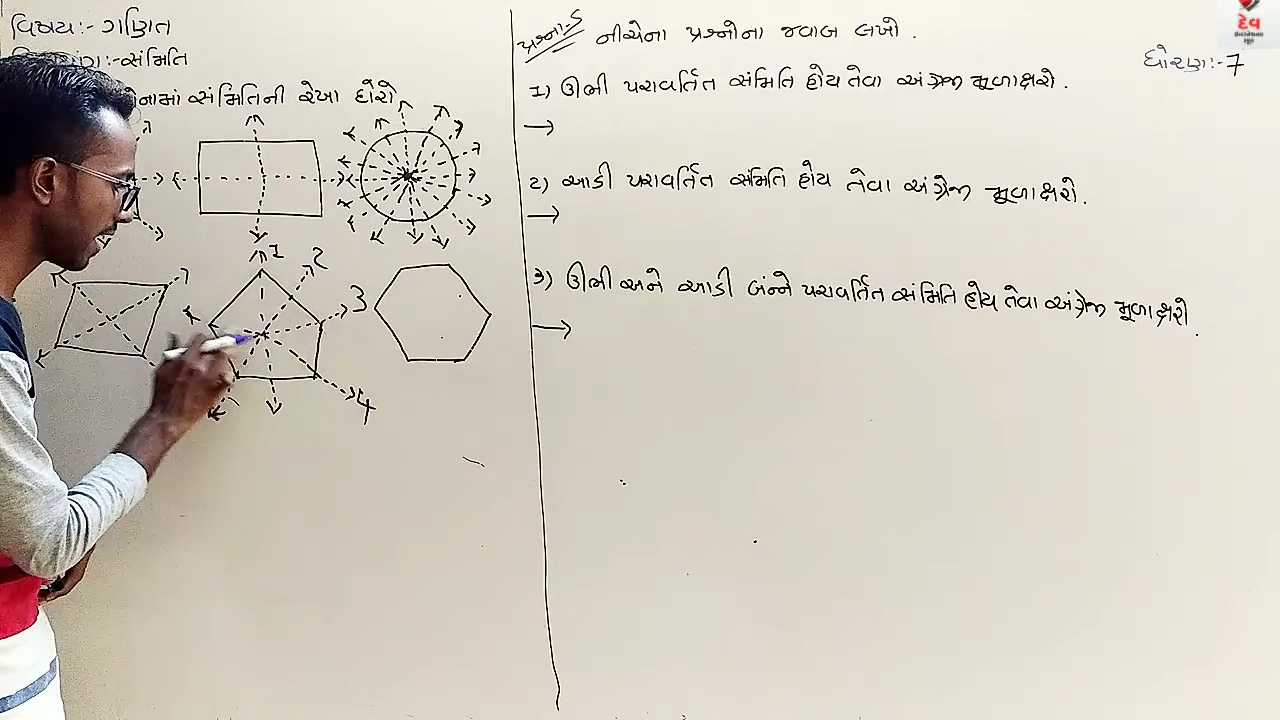 વિષય:- ગણિત
:-સંમિતિ
સંમિતિની રેખા દોરો
1 2 3 4
પ્રશ્ન-5 નીચેના પ્રશ્નોના જવાબ લખો .
ધોરણ:- 7
1) ઊભી પરાવર્તિત સંમિતિ હોય તેવા અંગ્રેજી મૂળાક્ષરો .
2) આડી પરાવર્તિત સંમિતિ હોય તેવા અંગ્રેજી મૂળાક્ષરો .
3) ઊભી અને આડી બંન્ને પરાવર્તિત સંમિતિ હોય તેવા અંગ્રેજી મૂળાક્ષરો .
દેવ